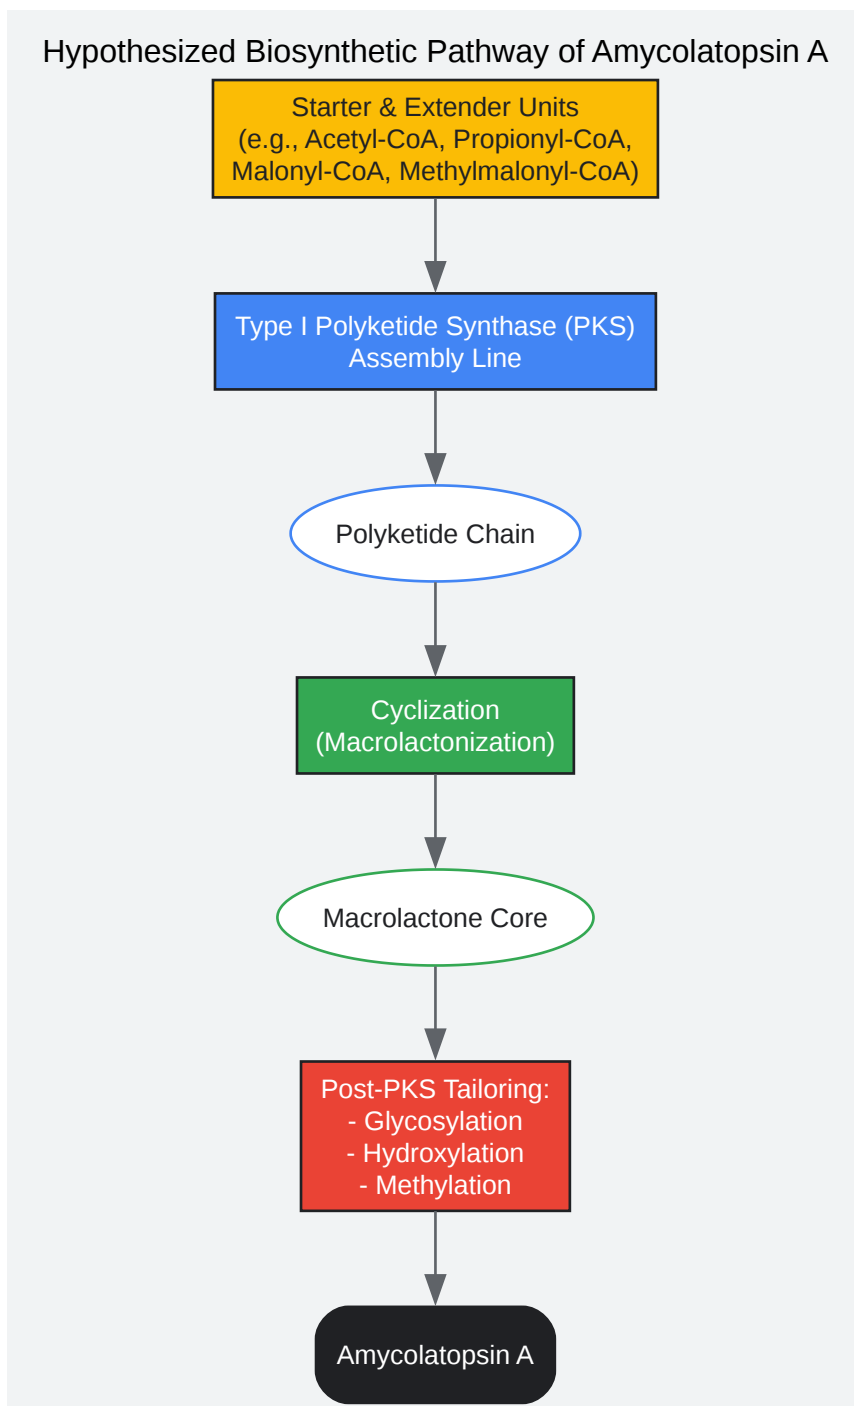 Hypothesized Biosynthetic Pathway of Amycolatopsin A
Starter & Extender Units
(e.g., Acetyl-CoA, Propionyl-CoA,
Malonyl-CoA, Methylmalonyl-CoA)
Type I Polyketide Synthase (PKS)
Assembly Line
Polyketide Chain
Cyclization
(Macrolactonization)
Macrolactone Core
Post-PKS Tailoring:
- Glycosylation
- Hydroxylation
- Methylation
Amycolatopsin A